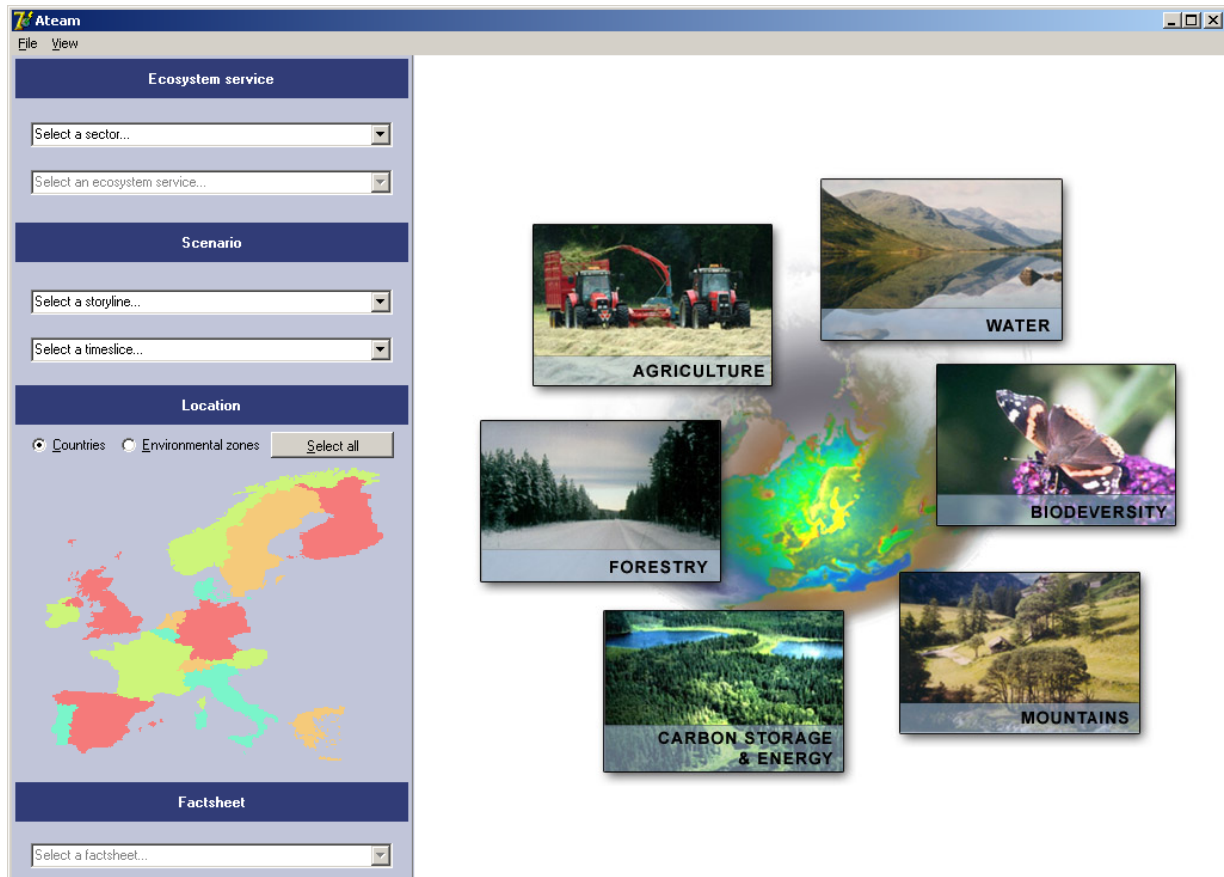 Ateam
File View
Ecosystem service
Select a sector...
Select an ecosystem service...
Scenario
Select a storyline...
Select a timeslice...
Location
Countries Environmental zones Select all
Factsheet
Select a factsheet...
WATER
AGRICULTURE
BIODEVERSITY
FORESTRY
MOUNTAINS
CARBON STORAGE
& ENERGY